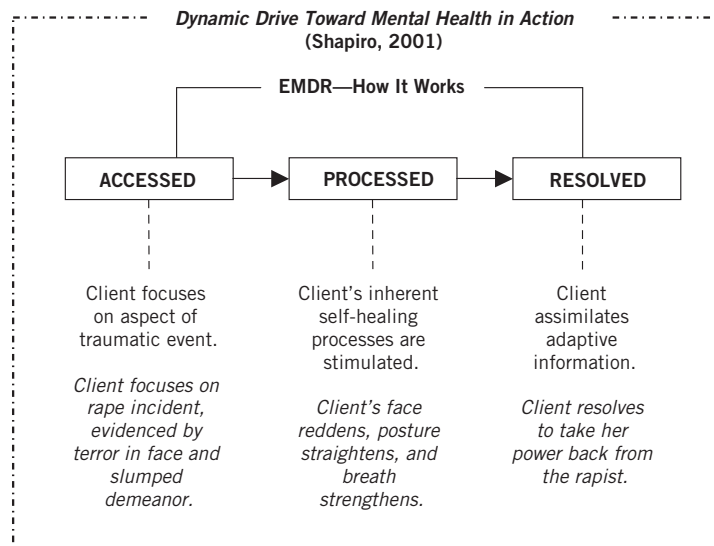 Dynamic Drive Toward Mental Health in Action
(Shapiro, 2001)
EMDR—How It Works
ACCESSED
PROCESSED
RESOLVED
Client focuses
on aspect of
traumatic event.
Client focuses on
rape incident,
evidenced by
terror in face and
slumped
demeanor.
Client's inherent
self-healing
processes are
stimulated.
Client's face
reddens, posture
straightens, and
breath
strengthens.
Client
assimilates
adaptive
information.
Client resolves
to take her
power back from
the rapist.